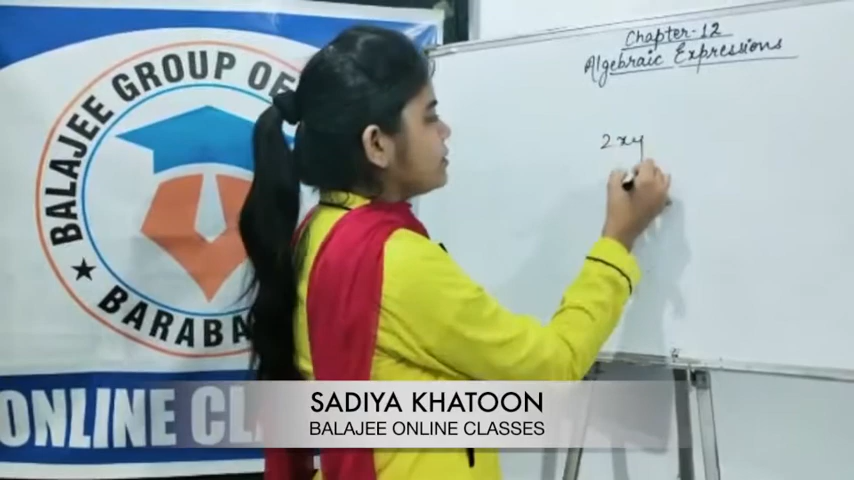 BALAJEE GROUP OF
★ BARABA
ONLINE CL
Chapter-12
Algebraic Expressions
2xy
SADIYA KHATOON
BALAJEE ONLINE CLASSES